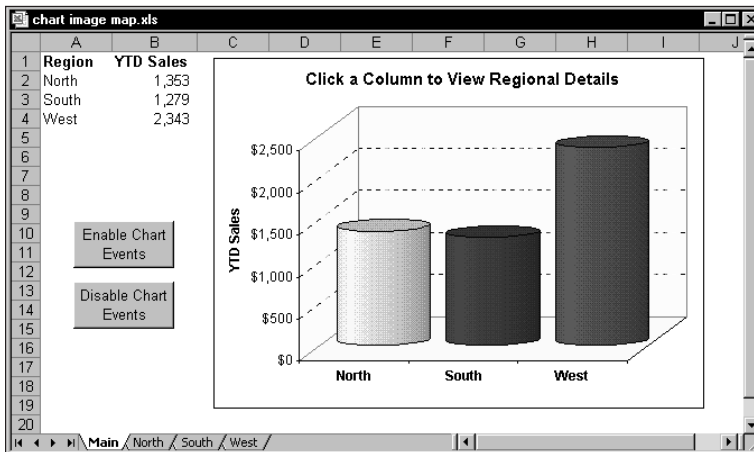 chart image map.xls
A B C D E F G H I J
1 Region YTD Sales
2 North 1,353
3 South 1,279
4 West 2,343
5
6
7
8
9
10
11
12
13
14
15
16
17
18
19
20
Enable Chart
Events
Disable Chart
Events
Click a Column to View Regional Details
YTD Sales
$2,500
$2,000
$1,500
$1,000
$500
$0
North South West
Main / North / South / West /